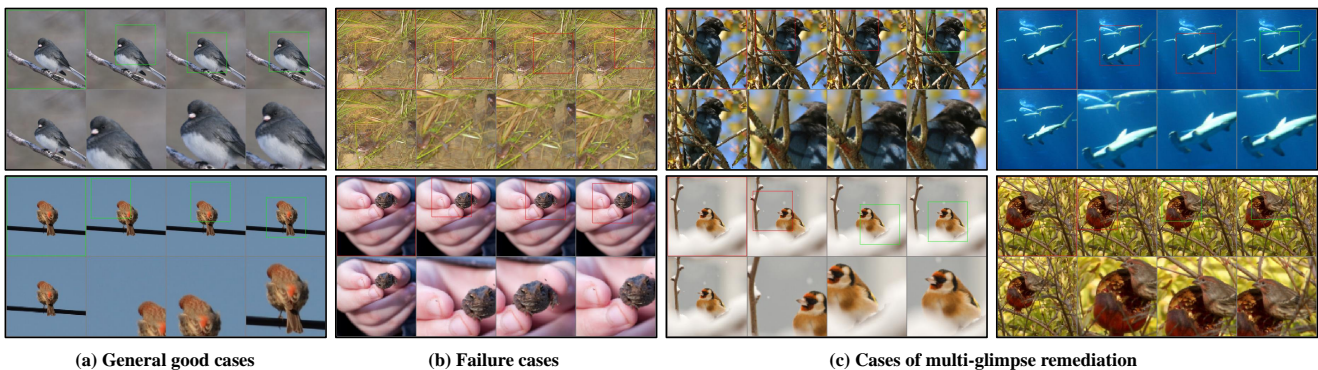 (a) General good cases
(b) Failure cases
(c) Cases of multi-glimpse remediation